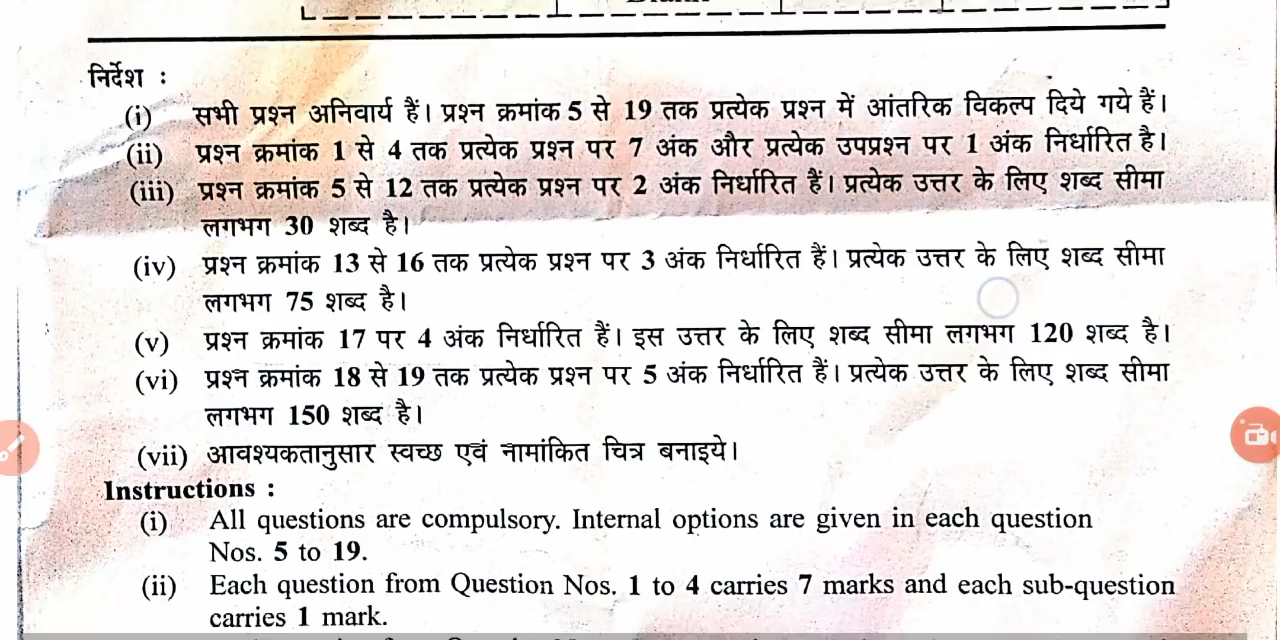 निर्देश :
(i) सभी प्रश्न अनिवार्य हैं। प्रश्न क्रमांक 5 से 19 तक प्रत्येक प्रश्न में आंतरिक विकल्प दिये गये हैं।
(ii) प्रश्न क्रमांक 1 से 4 तक प्रत्येक प्रश्न पर 7 अंक और प्रत्येक उपप्रश्न पर 1 अंक निर्धारित है।
(iii) प्रश्न क्रमांक 5 से 12 तक प्रत्येक प्रश्न पर 2 अंक निर्धारित हैं। प्रत्येक उत्तर के लिए शब्द सीमा
लगभग 30 शब्द है।
(iv) प्रश्न क्रमांक 13 से 16 तक प्रत्येक प्रश्न पर 3 अंक निर्धारित हैं। प्रत्येक उत्तर के लिए शब्द सीमा
लगभग 75 शब्द है।
(v) प्रश्न क्रमांक 17 पर 4 अंक निर्धारित हैं। इस उत्तर के लिए शब्द सीमा लगभग 120 शब्द है।
(vi) प्रश्न क्रमांक 18 से 19 तक प्रत्येक प्रश्न पर 5 अंक निर्धारित हैं। प्रत्येक उत्तर के लिए शब्द सीमा
लगभग 150 शब्द है।
(vii) आवश्यकतानुसार स्वच्छ एवं नामांकित चित्र बनाइये।
Instructions :
(i) All questions are compulsory. Internal options are given in each question
Nos. 5 to 19.
(ii) Each question from Question Nos. 1 to 4 carries 7 marks and each sub-question
carries 1 mark.